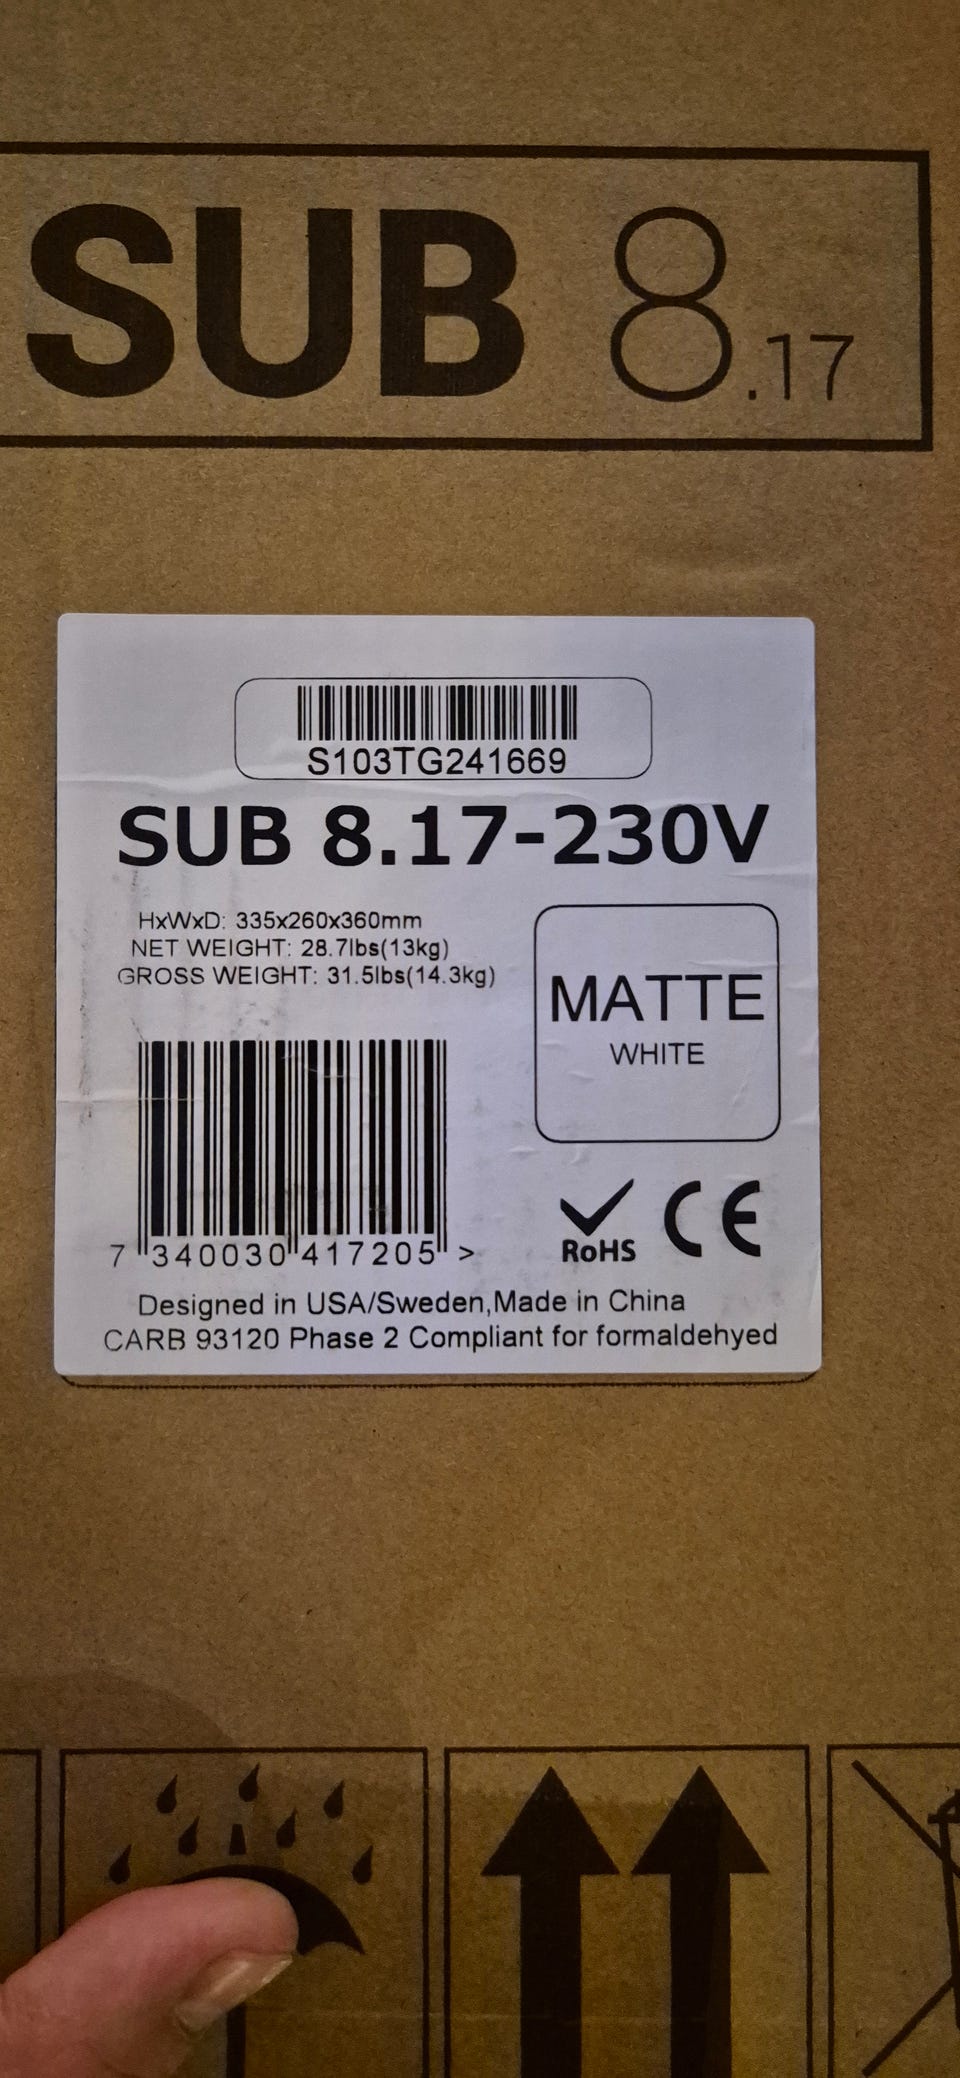 SUB 8.17
S103TG241669
SUB 8.17-230V
HxWxD: 335x260x360mm
NET WEIGHT: 28.7lbs(13kg)
GROSS WEIGHT: 31.5lbs(14.3kg)
MATTE
WHITE
7 340030 417205 >
RoHS CE
Designed in USA/Sweden,Made in China
CARB 93120 Phase 2 Compliant for formaldehyed